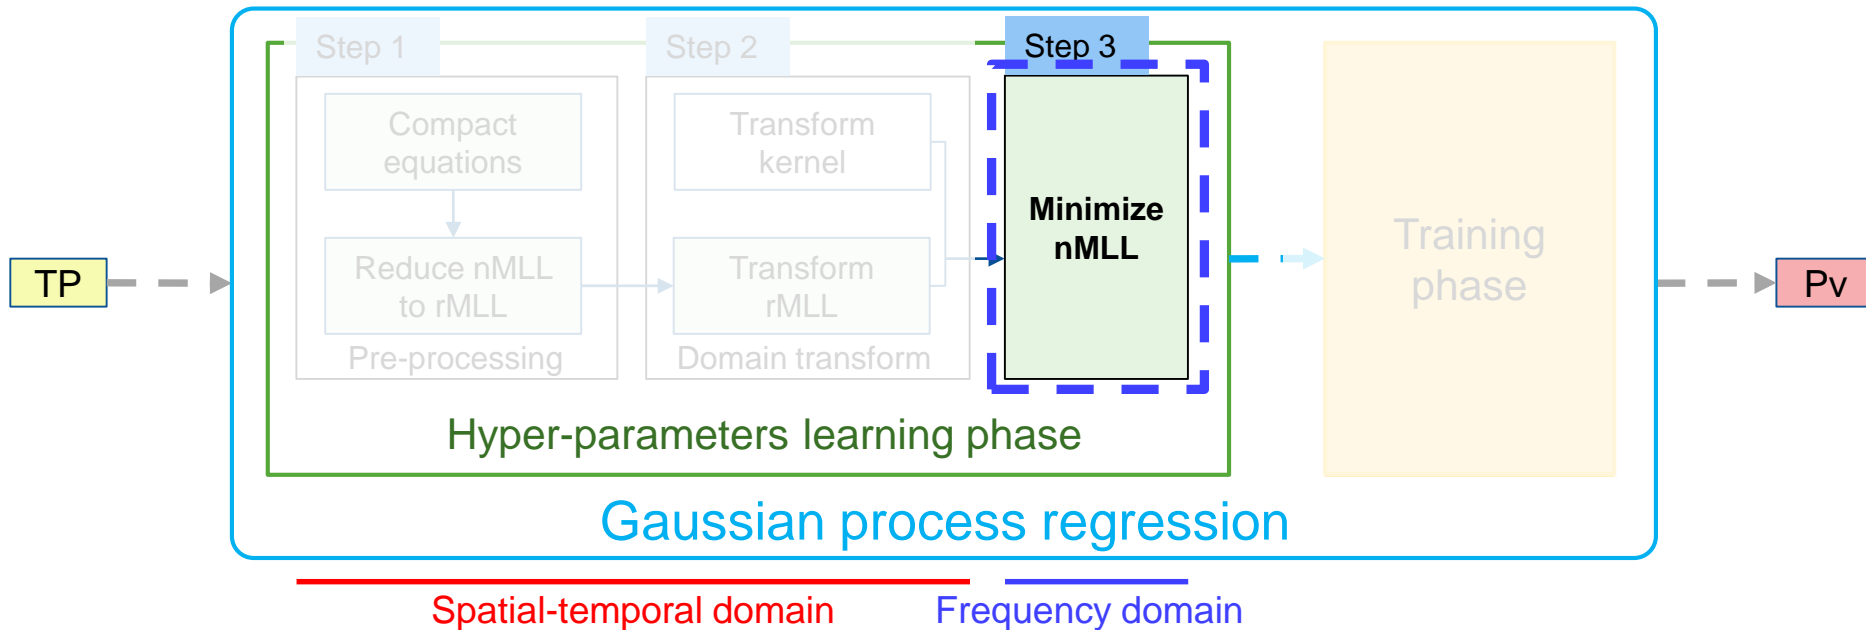 Step 1
Step 2
Step 3
Compact
equations
Reduce nMLL
to rMLL
Pre-processing
Transform
kernel
Transform
rMLL
Domain transform
Minimize
nMLL
Training
phase
TP
Pv
Hyper-parameters learning phase
Gaussian process regression
Spatial-temporal domain
Frequency domain